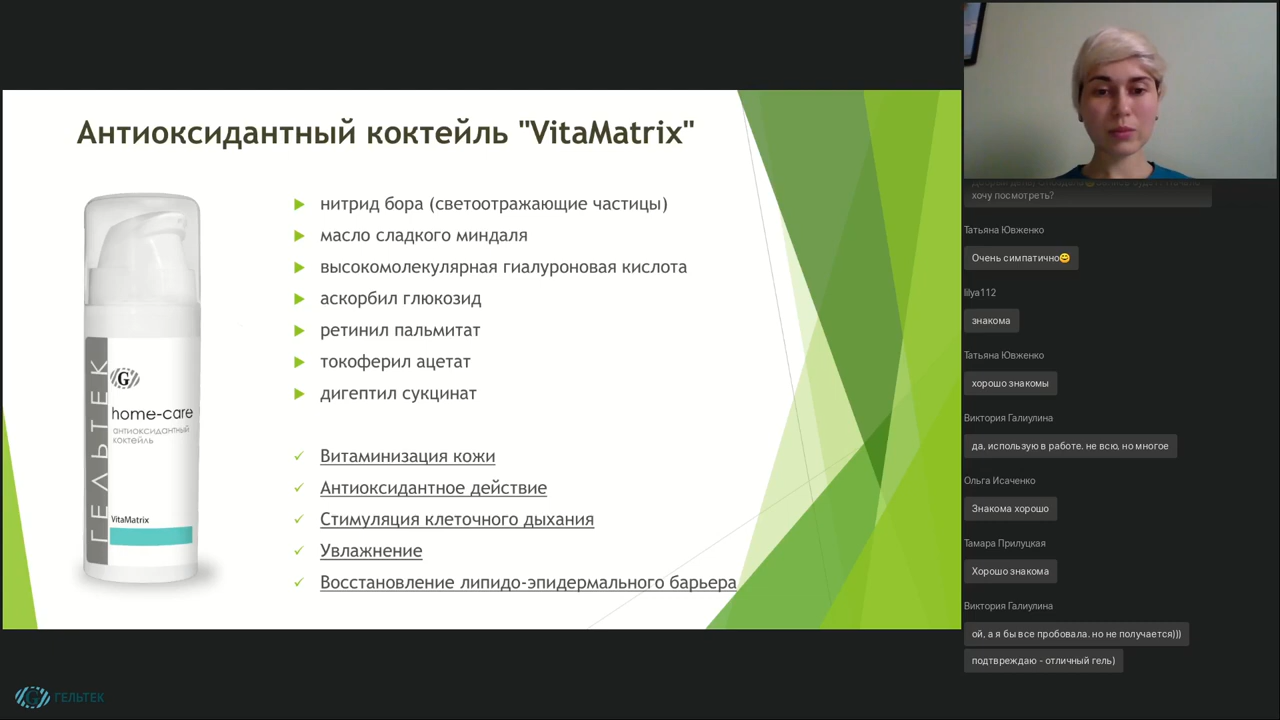 Антиоксидантный коктейль "VitaMatrix"
нитрид бора (светоотражающие частицы)
масло сладкого миндаля
высокомолекулярная гиалуроновая кислота
аскорбил глюкозид
ретинил пальмитат
токоферил ацетат
дигептил сукцинат
Витаминизация кожи
Антиоксидантное действие
Стимуляция клеточного дыхания
Увлажнение
Восстановление липидо-эпидермального барьера
ГЕЛЬТЕК
G
home-care
антиоксидантный
коктейль
VitaMatrix
G ГЕЛЬТЕК
хочу посмотреть?
Татьяна Ювженко
Очень симпатично😊
lilya112
знакома
Татьяна Ювженко
хорошо знакомы
Виктория Галиулина
да, использую в работе. не всю, но многое
Ольга Исаченко
Знакома хорошо
Тамара Прилуцкая
Хорошо знакома
Виктория Галиулина
ой, а я бы все пробовала. но не получается)))
подтвреждаю - отличный гель)